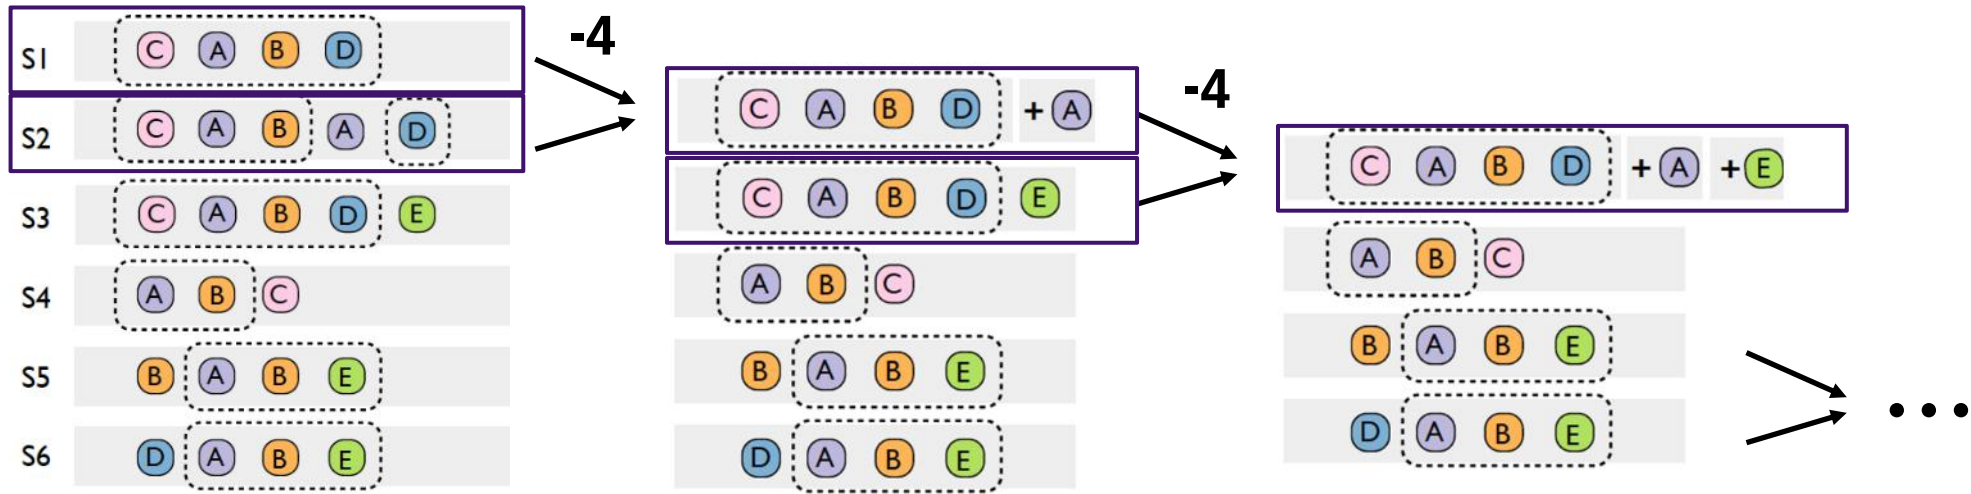 S1 C A B D
S2 C A B A D
S3 C A B D E
S4 A B C
S5 B A B E
S6 D A B E
-4
C A B D + A
C A B D E
A B C
B A B E
D A B E
-4
C A B D + A + E
A B C
B A B E
D A B E
...